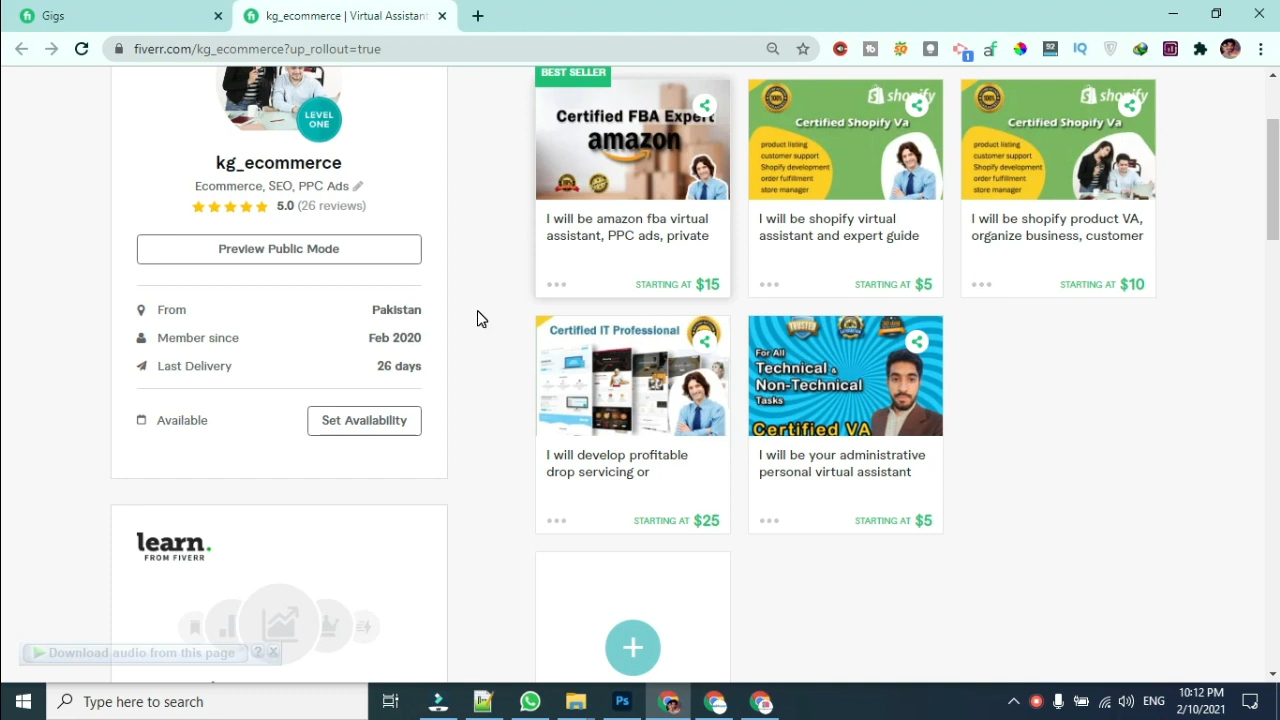 Gigs
kg_ecommerce | Virtual Assistant
fiverr.com/kg_ecommerce?up_rollout=true
1
92
IQ
LEVEL
ONE
kg_ecommerce
Ecommerce, SEO, PPC Ads
5.0 (26 reviews)
Preview Public Mode
From Pakistan
Member since Feb 2020
Last Delivery 26 days
Available
Set Availability
learn.
FROM FIVERR
Download audio from this page
?
BEST SELLER
Certified FBA Expert
amazon
I will be amazon fba virtual
assistant, PPC ads, private
STARTING AT $15
100%
shopify
Certified Shopify Va
product listing
customer support
Shopify development
order fulfillment
store manager
I will be shopify virtual
assistant and expert guide
STARTING AT $5
100%
shopify
Certified Shopify Va
product listing
customer support
Shopify development
order fulfillment
store manager
I will be shopify product VA,
organize business, customer
STARTING AT $10
Certified IT Professional
I will develop profitable
drop servicing or
STARTING AT $25
TRUSTED
For All
Technical &
Non-Technical
Tasks
Certified VA
I will be your administrative
personal virtual assistant
STARTING AT $5
Type here to search
Ps
ENG
10:12 PM
2/10/2021